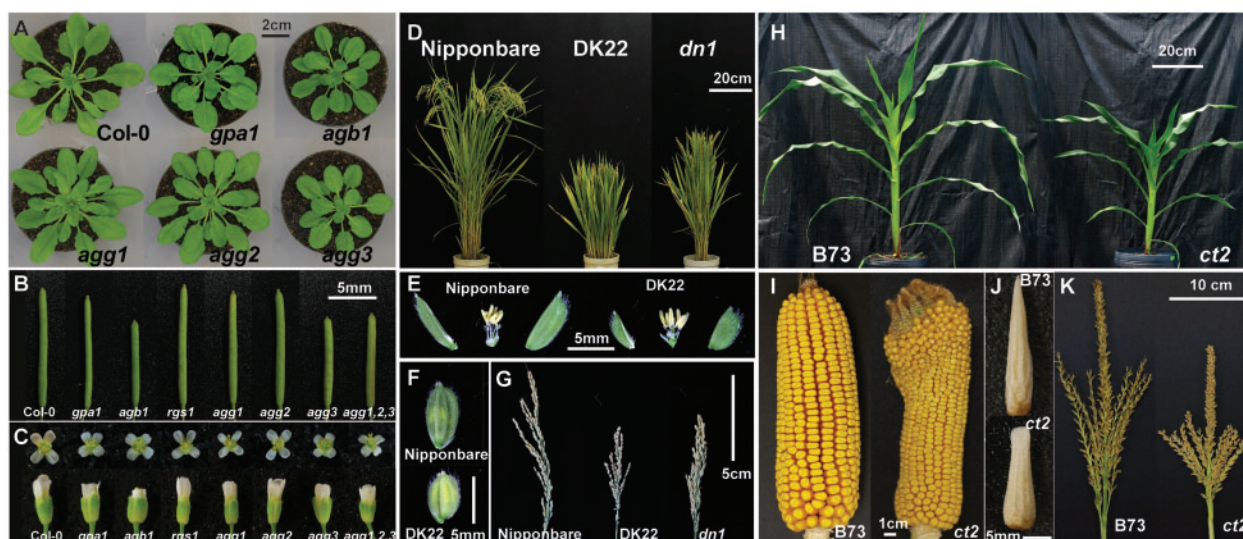 A
2cm
Col-0
gpa1
agb1
agg1
agg2
agg3
B
5mm
Col-0
gpa1
agb1
rgs1
agg1
agg2
agg3
agg1,2,3
C
Col-0
gpa1
agb1
rgs1
agg1
agg2
agg3
agg1,2,3
D
Nipponbare
DK22
dn1
20cm
E
Nipponbare
DK22
5mm
F
Nipponbare
DK22
5mm
G
5cm
Nipponbare
DK22
dn1
H
20cm
B73
ct2
I
B73
1cm
ct2
J
B73
ct2
5mm
K
10 cm
B73
ct2